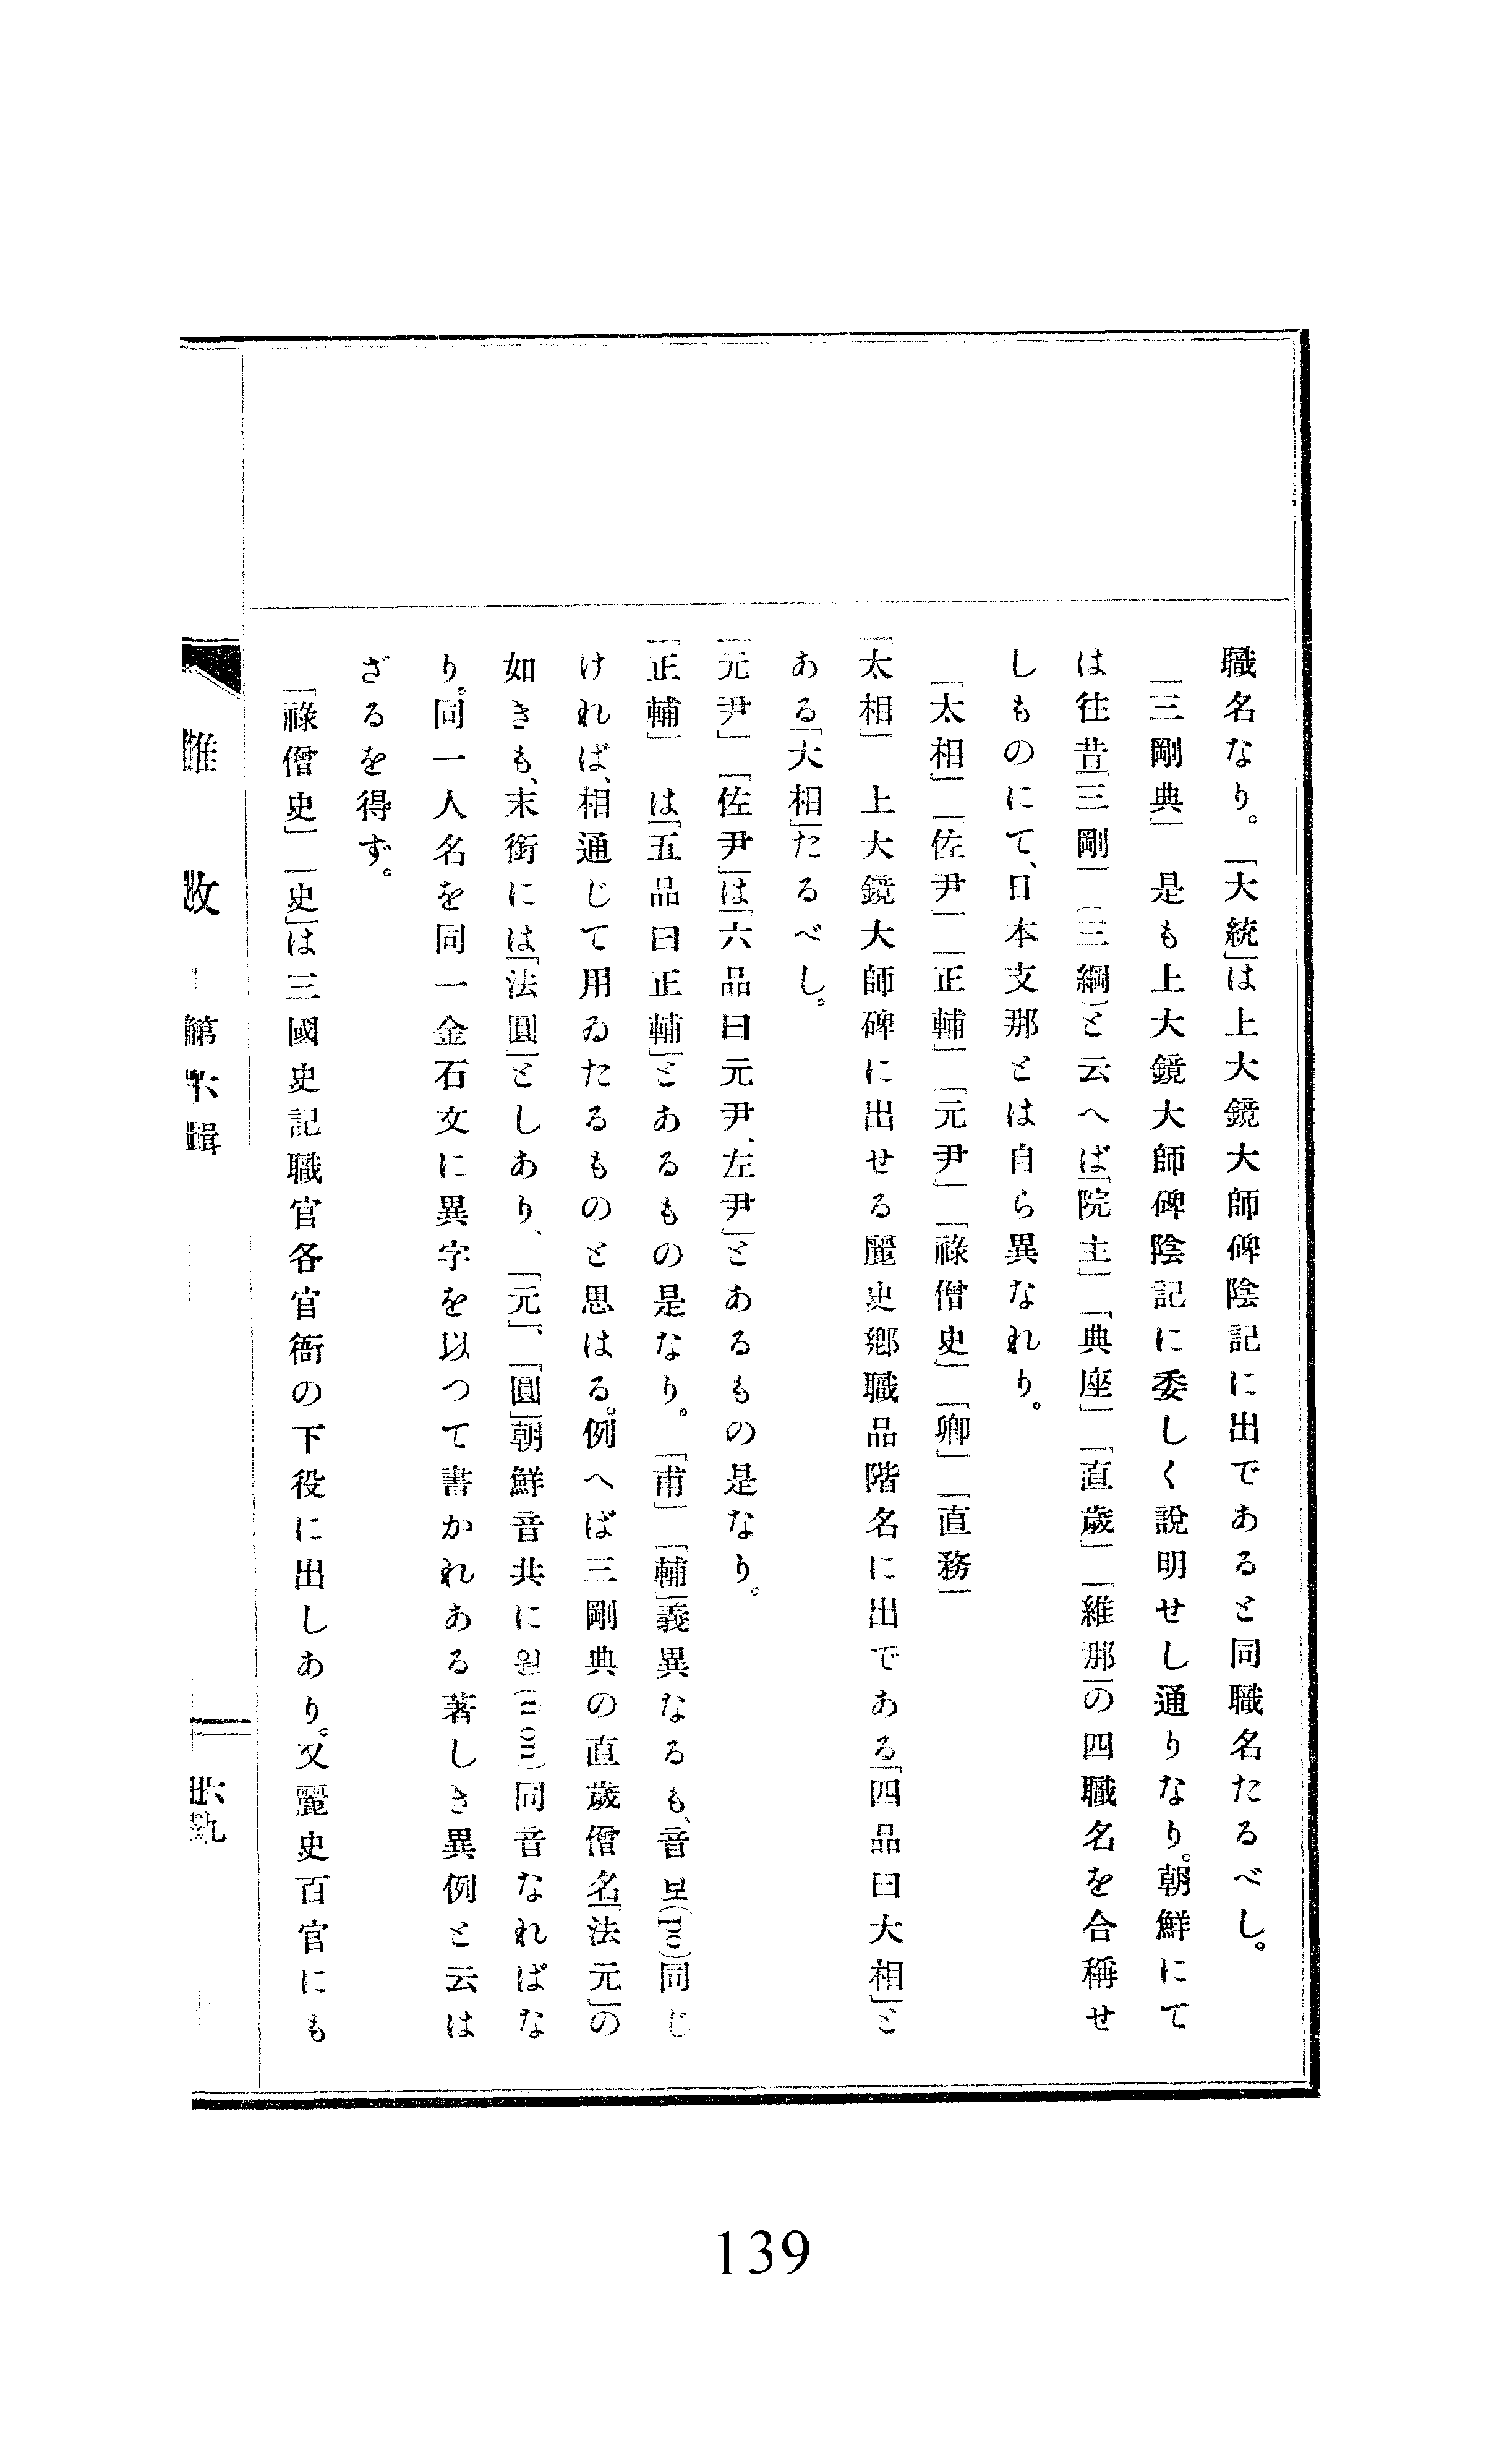 職名なり。「大統」は上大鏡大師碑陰記に出であると同職名たるべし。
「三剛典」　是も上大鏡大師碑陰記に委しく說明せし通りなり。朝鮮にて
は往昔「三剛」(三綱)と云へば「院主」「典座」「直歲」「維那」の四職名を合稱せ
しものにて、日本支那とは自ら異なれり。
「太相」「佐尹」「正輔」「元尹」「祿僧史」「卿」「直務」
「太相」　上大鏡大師碑に出せる麗史鄕職品階名に出である「四品曰大相」と
ある「大相」たるべし。
「元尹」「佐尹」は「六品曰元尹、左尹」とあるもの是なり。
「正輔」　は「五品曰正輔」とあるもの是なり。「甫」「輔」義異なるも、音보(po)同じ
ければ、相通じて用ゐたるものと思はる。例へば三剛典の直歲僧名「法元」の
如きも、末銜には「法圓」としあり、「元」、「圓」朝鮮音共に원(uon)同音なればな
り。同一人名を同一金石文に異字を以つて書かれある著しき異例と云は
ざるを得ず。
「祿僧史」「史」は三國史記職官各官衙の下役に出しあり。又麗史百官にも
雜攷 第六輯
六九
139